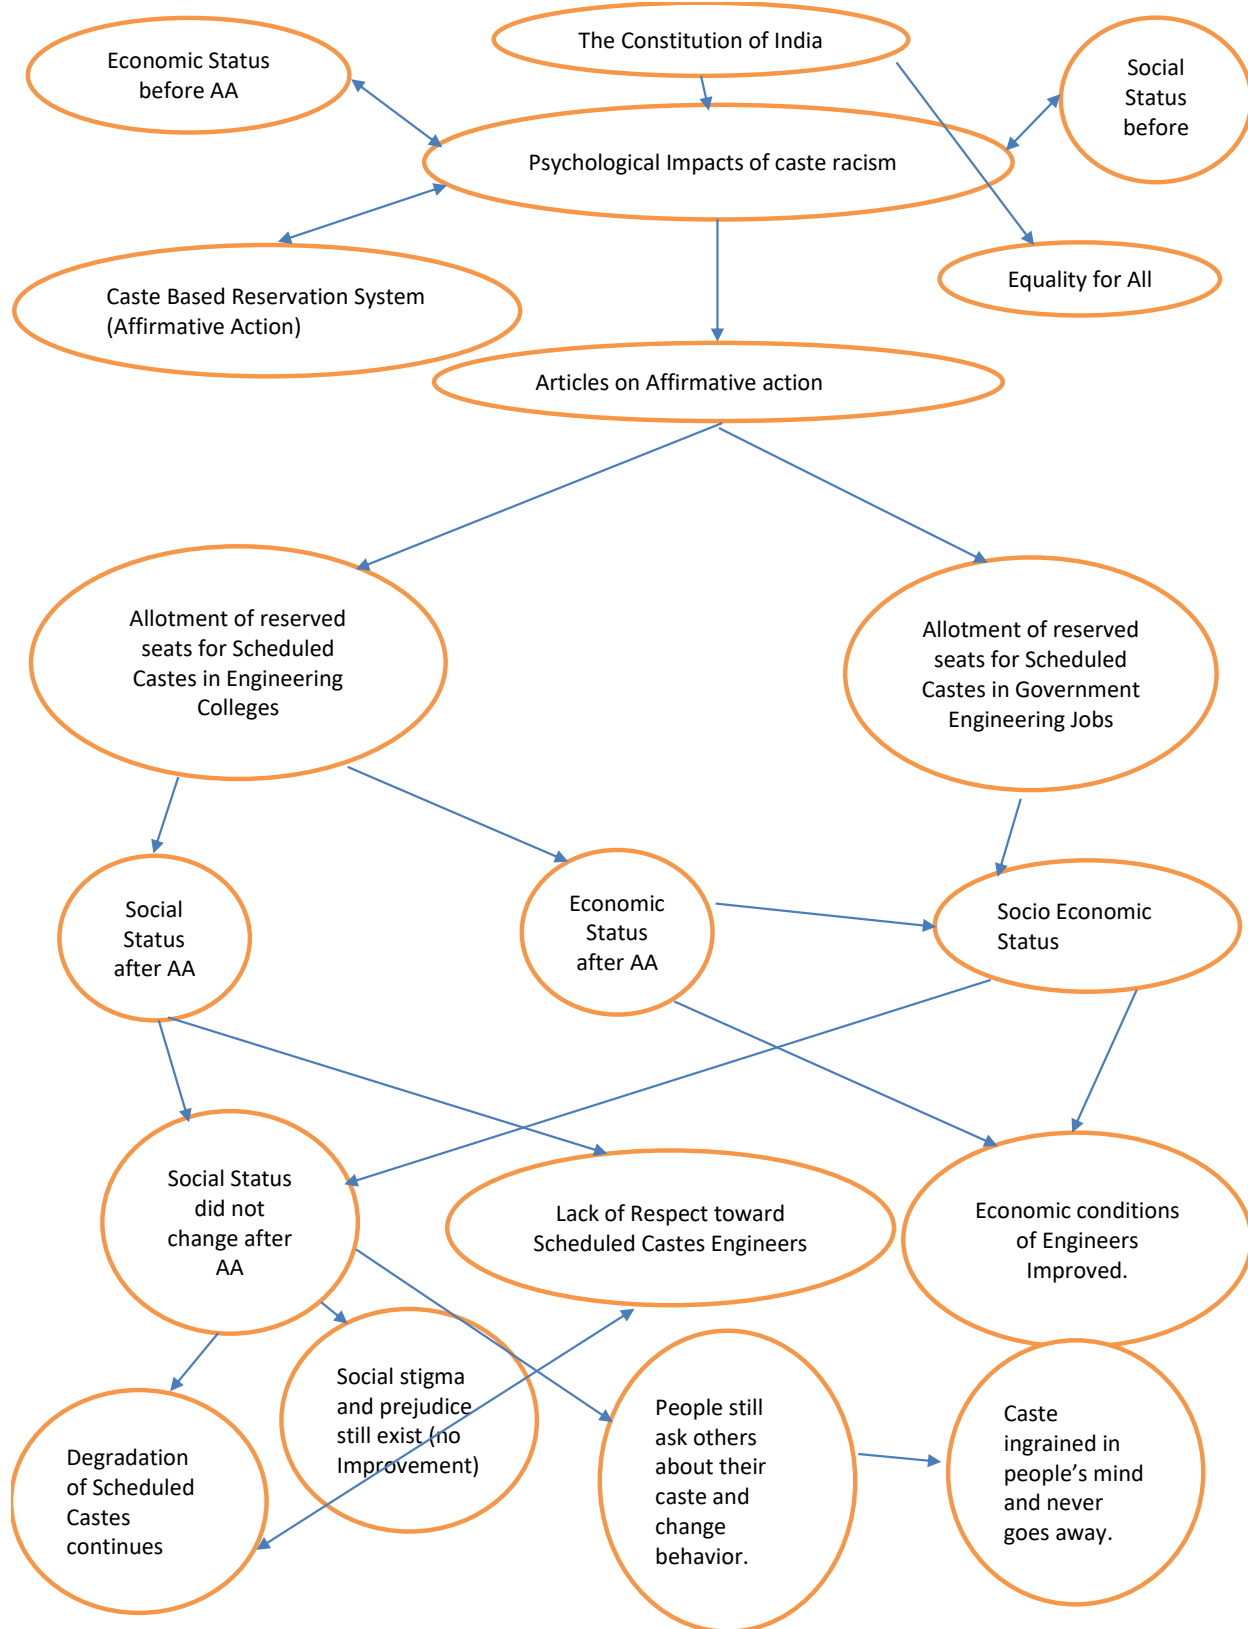 The Constitution of India
Economic Status
before AA
Social
Status
before
Psychological Impacts of caste racism
Caste Based Reservation System
(Affirmative Action)
Equality for All
Articles on Affirmative action
Allotment of reserved
seats for Scheduled
Castes in Engineering
Colleges
Allotment of reserved
seats for Scheduled
Castes in Government
Engineering Jobs
Social
Status
after AA
Economic
Status
after AA
Socio Economic
Status
Social Status
did not
change after
AA
Lack of Respect toward
Scheduled Castes Engineers
Economic conditions
of Engineers
Improved.
Degradation
of Scheduled
Castes
continues
Social stigma
and prejudice
still exist (no
Improvement)
People still
ask others
about their
caste and
change
behavior.
Caste
ingrained in
people’s mind
and never
goes away.